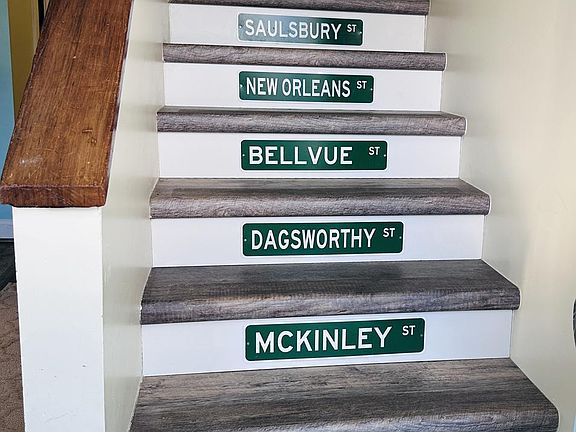 SAULSBURY ST
NEW ORLEANS ST
BELLVUE ST
DAGSWORTHY ST
MCKINLEY ST